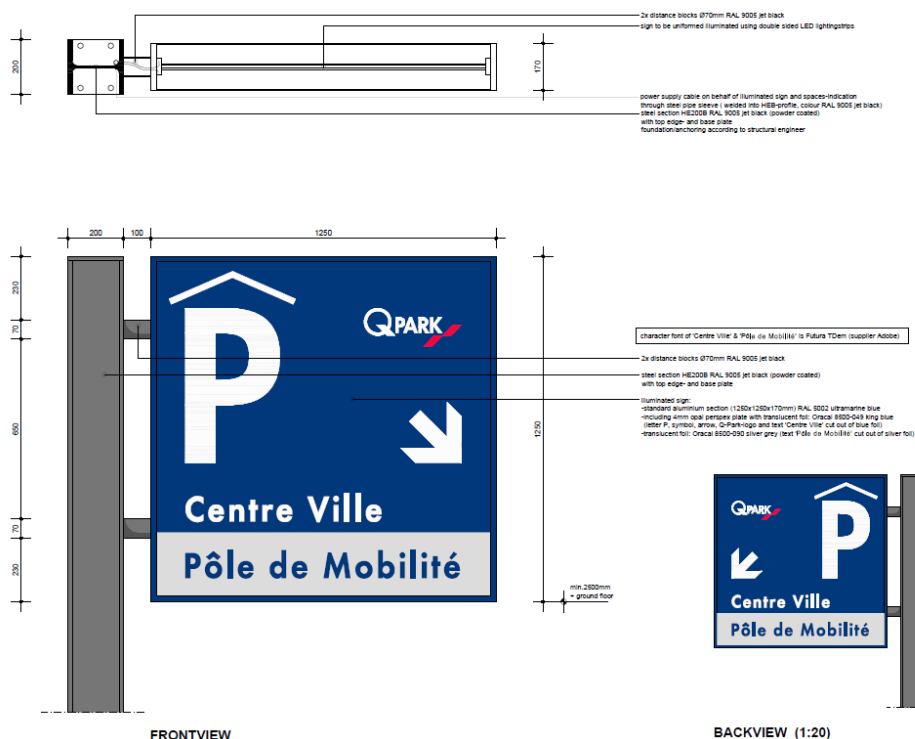 2x distance blocks Ø70mm RAL 9005 jet black
sign to be uniformed illuminated using double sided LED lightingstrips
200
170
power supply cable on behalf of illuminated sign and spaces-indication
through steel pipe sleeve ( welded into HEB-profile, colour RAL 9005 jet black)
steel section HE200B RAL 9005 jet black (powder coated)
with top edge- and base plate
foundation/anchoring according to structural engineer
200
100
1250
230
70
650
70
230
1250
P
Q PARK
Centre Ville
Pôle de Mobilité
character font of 'Centre Ville' & 'Pôle de Mobilité' is Futura TDem (supplier Adobe)
2x distance blocks Ø70mm RAL 9005 jet black
steel section HE200B RAL 9005 jet black (powder coated)
with top edge- and base plate
illuminated sign:
-standard aluminium section (1250x1250x170mm) RAL 5002 ultramarine blue
-including 4mm opal perspex plate with translucent foil: Oracal 8500-049 king blue
(letter P, symbol, arrow, Q-Park-logo and text 'Centre Ville' cut out of blue foil)
-translucent foil: Oracal 8500-090 silver grey (text 'Pôle de Mobilité' cut out of silver foil)
min.2500mm
+ ground floor
Q PARK
P
Centre Ville
Pôle de Mobilité
FRONTVIEW
BACKVIEW (1:20)